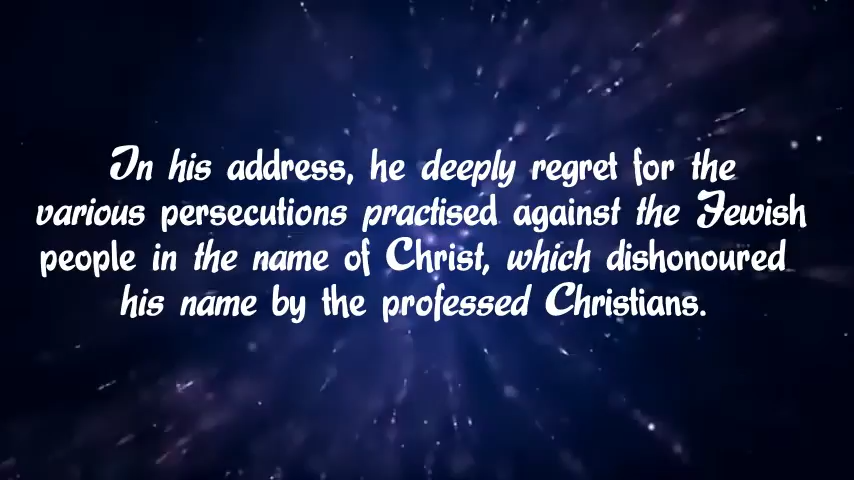 In his address, he deeply regret for the
various persecutions practised against the Jewish
people in the name of Christ, which dishonoured
his name by the professed Christians.